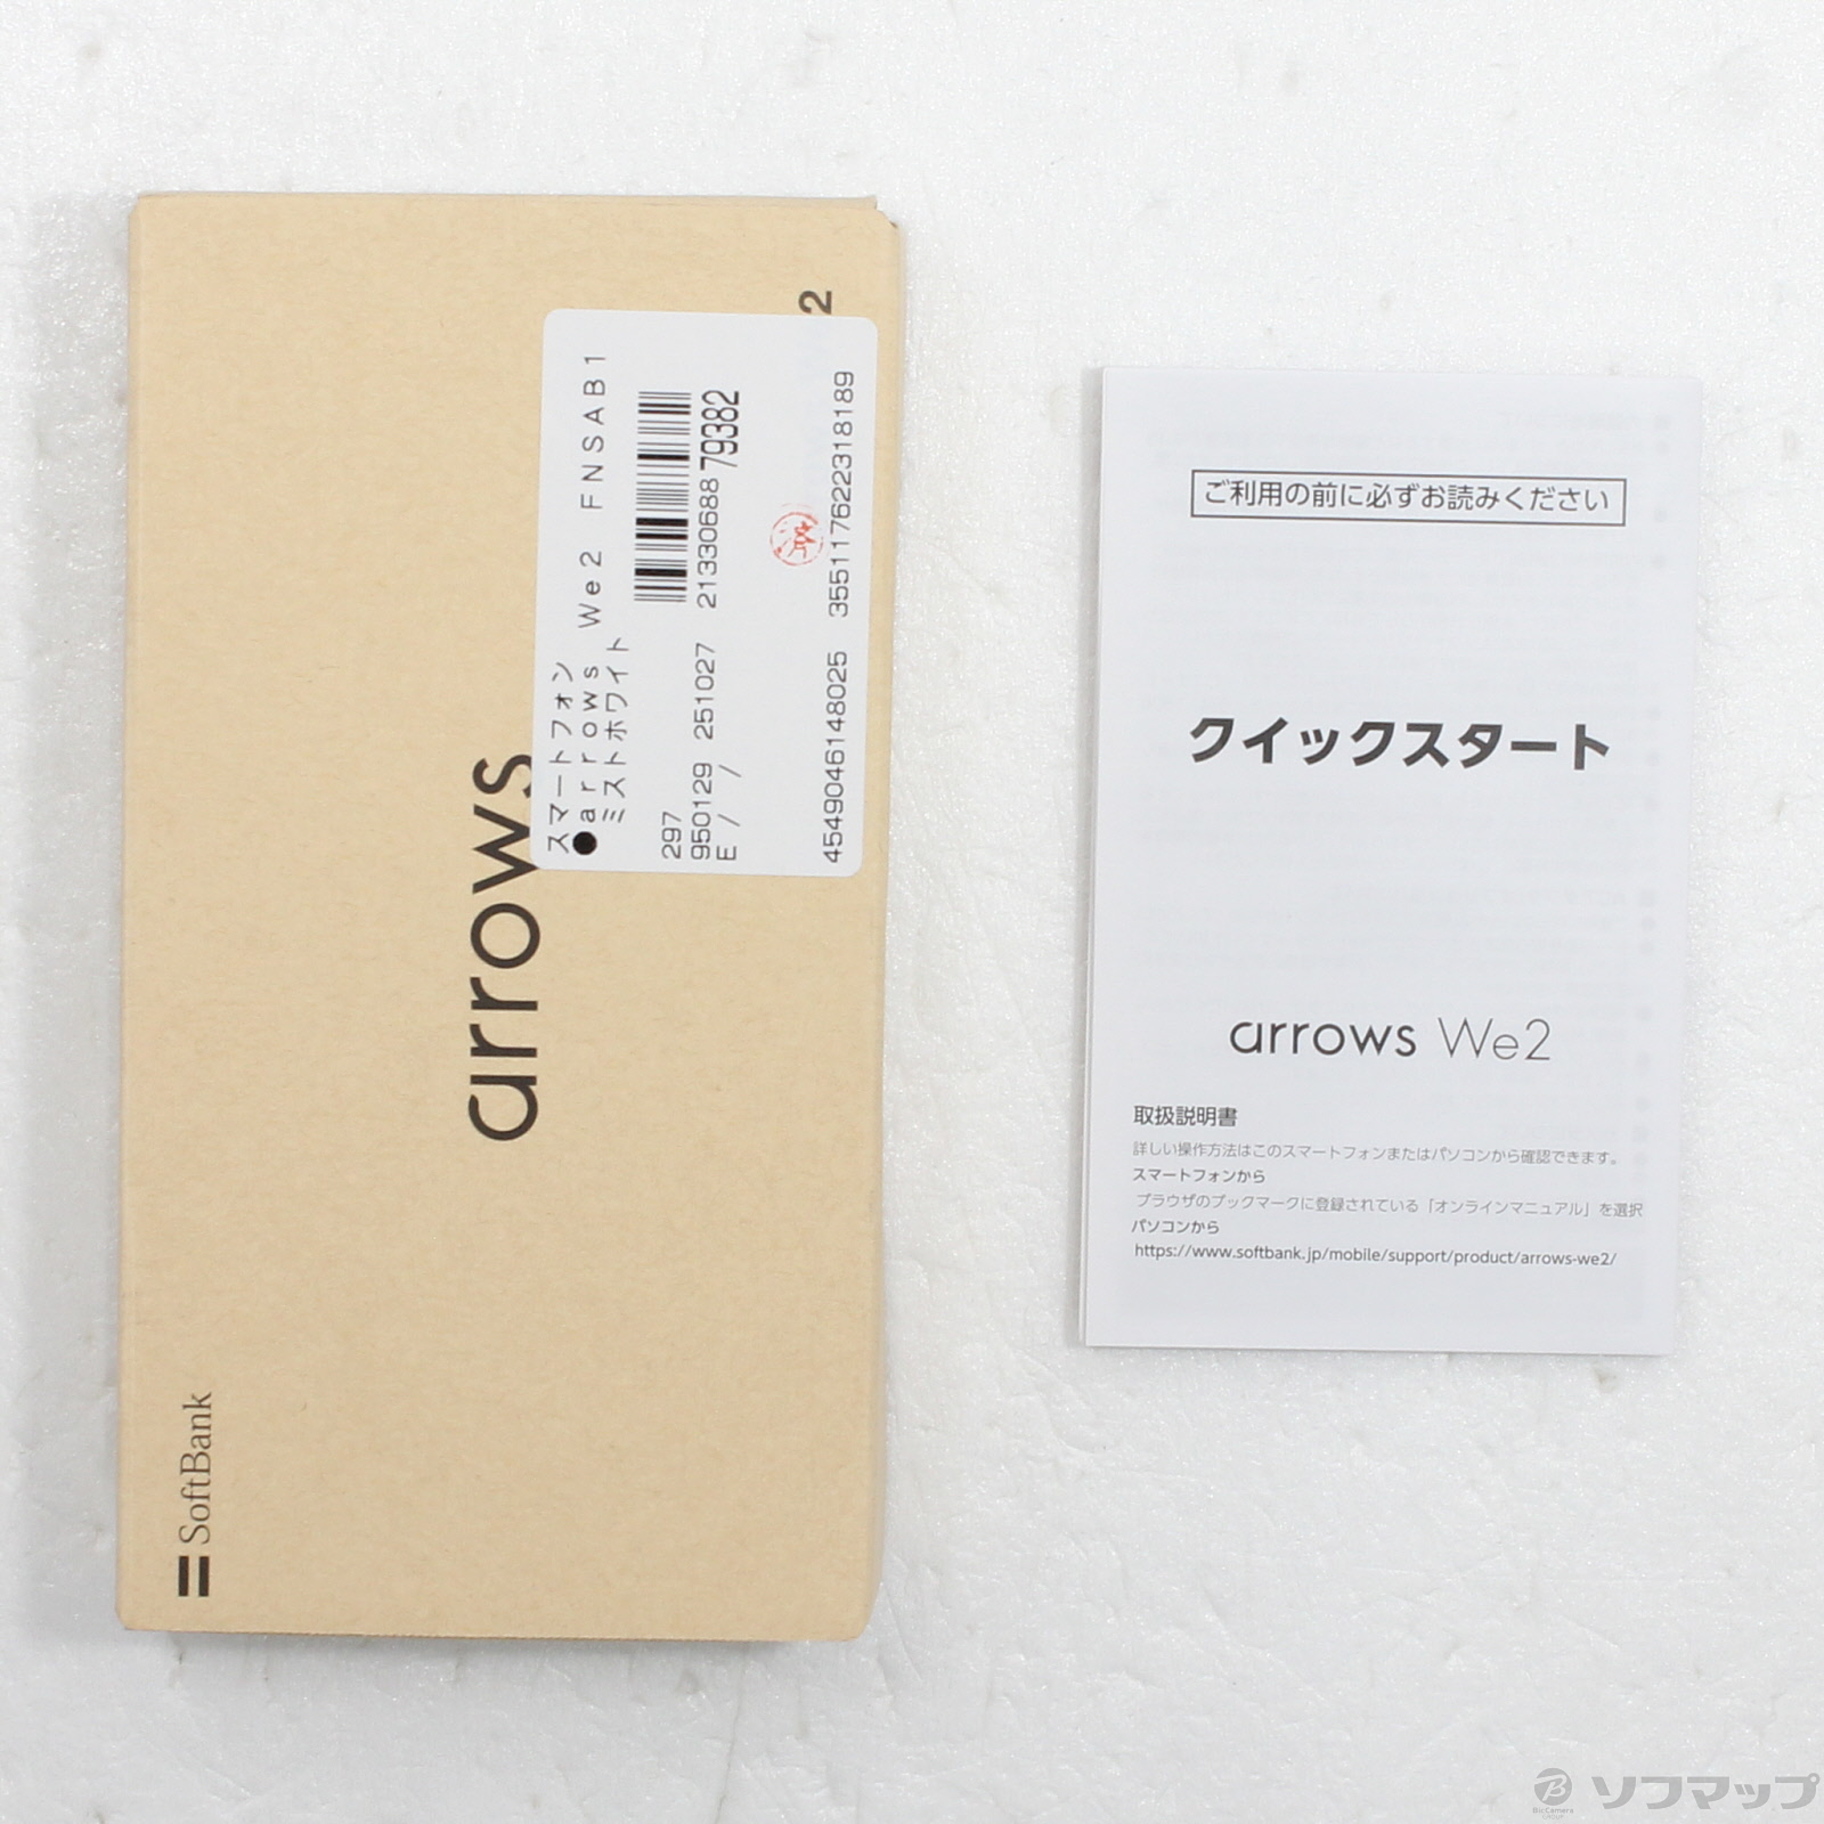 SoftBank
arrows
2
スマートフォン
●arrows We2 FNSAB1
ミストホワイト
297
950129 251027 21330688 79382
E / /
4549046148025 355117622318189
ご利用の前に必ずお読みください
クイックスタート
arrows We2
取扱説明書
詳しい操作方法はこのスマートフォンまたはパソコンから確認できます。
スマートフォンから
ブラウザのブックマークに登録されている「オンラインマニュアル」を選択
パソコンから
https://www.softbank.jp/mobile/support/product/arrows-we2/
BicCamera
GROUP
ソフマップ